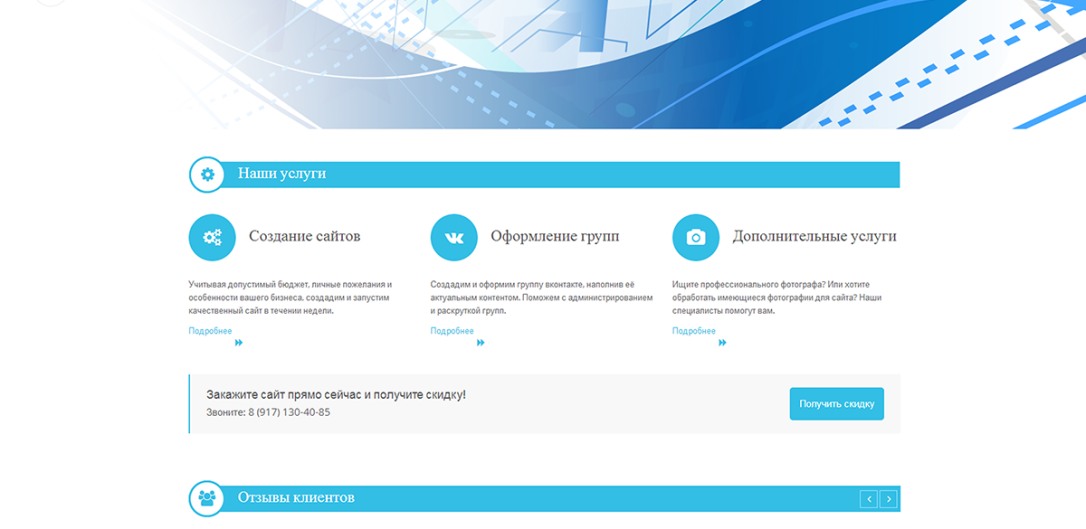 Наши услуги
Создание сайтов
Оформление групп
Дополнительные услуги
Учитывая допустимый бюджет, личные пожелания и
особенности вашего бизнеса, создадим и запустим
качественный сайт в течении недели.
Подробнее
Создадим и оформим группу вконтакте, наполнив её
актуальным контентом. Поможем с администрированием
и раскруткой групп.
Подробнее
Ищите профессионального фотографа? Или хотите
обработать имеющиеся фотографии для сайта? Наши
специалисты помогут вам.
Подробнее
Закажите сайт прямо сейчас и получите скидку!
Звоните: 8 (917) 130-40-85
Получить скидку
Отзывы клиентов